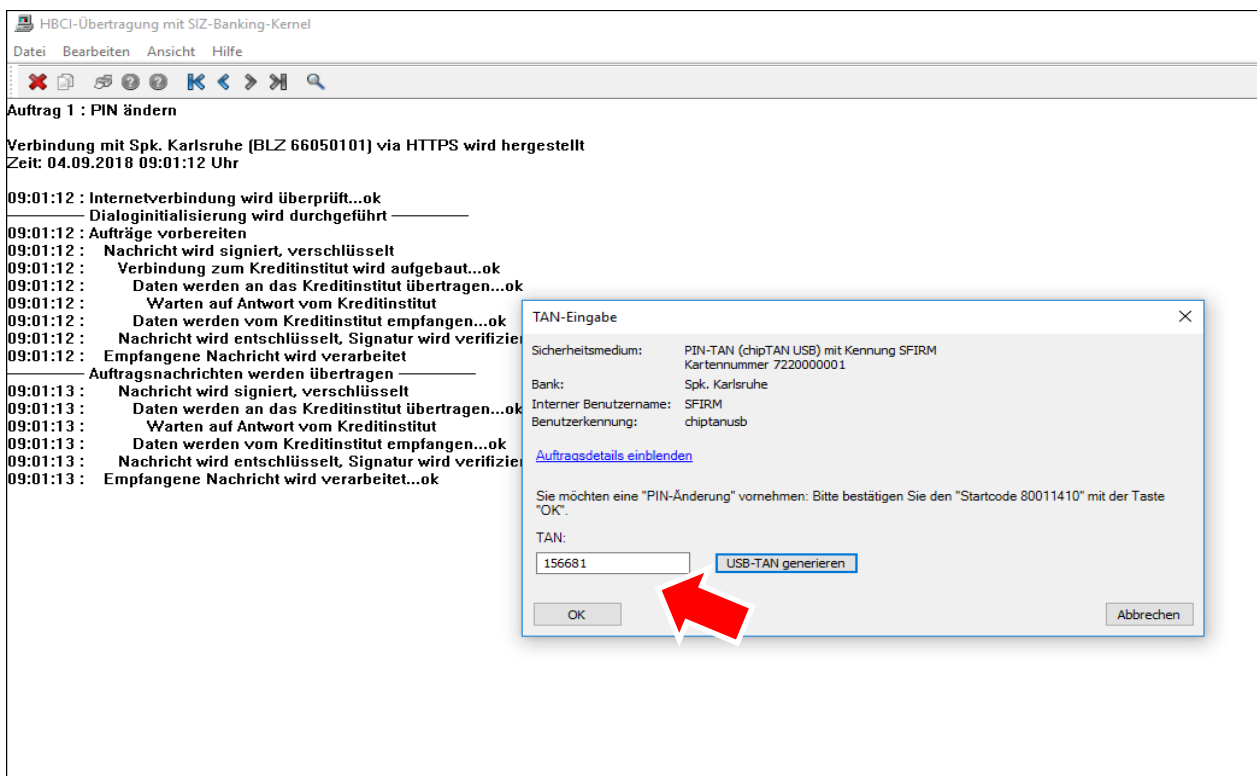 HBCI-Übertragung mit SIZ-Banking-Kernel
Datei Bearbeiten Ansicht Hilfe
Auftrag 1 : PIN ändern
Verbindung mit Spk. Karlsruhe (BLZ 66050101) via HTTPS wird hergestellt
Zeit: 04.09.2018 09:01:12 Uhr
09:01:12 : Internetverbindung wird überprüft...ok
Dialoginitialisierung wird durchgeführt
09:01:12 : Aufträge vorbereiten
09:01:12 : Nachricht wird signiert, verschlüsselt
09:01:12 : Verbindung zum Kreditinstitut wird aufgebaut...ok
09:01:12 : Daten werden an das Kreditinstitut übertragen...ok
09:01:12 : Warten auf Antwort vom Kreditinstitut
09:01:12 : Daten werden vom Kreditinstitut empfangen...ok
09:01:12 : Nachricht wird entschlüsselt, Signatur wird verifizier
09:01:12 : Empfangene Nachricht wird verarbeitet
Auftragsnachrichten werden übertragen
09:01:13 : Nachricht wird signiert, verschlüsselt
09:01:13 : Daten werden an das Kreditinstitut übertragen...ok
09:01:13 : Warten auf Antwort vom Kreditinstitut
09:01:13 : Daten werden vom Kreditinstitut empfangen...ok
09:01:13 : Nachricht wird entschlüsselt, Signatur wird verifizier
09:01:13 : Empfangene Nachricht wird verarbeitet...ok
TAN-Eingabe
Sicherheitsmedium: PIN-TAN (chipTAN USB) mit Kennung SFIRM
Kartennummer 7220000001
Bank: Spk. Karlsruhe
Interner Benutzername: SFIRM
Benutzerkennung: chiptanusb
Auftragsdetails einblenden
Sie möchten eine "PIN-Änderung" vornehmen: Bitte bestätigen Sie den "Startcode 80011410" mit der Taste
"OK".
TAN:
156681 USB-TAN generieren
OK Abbrechen